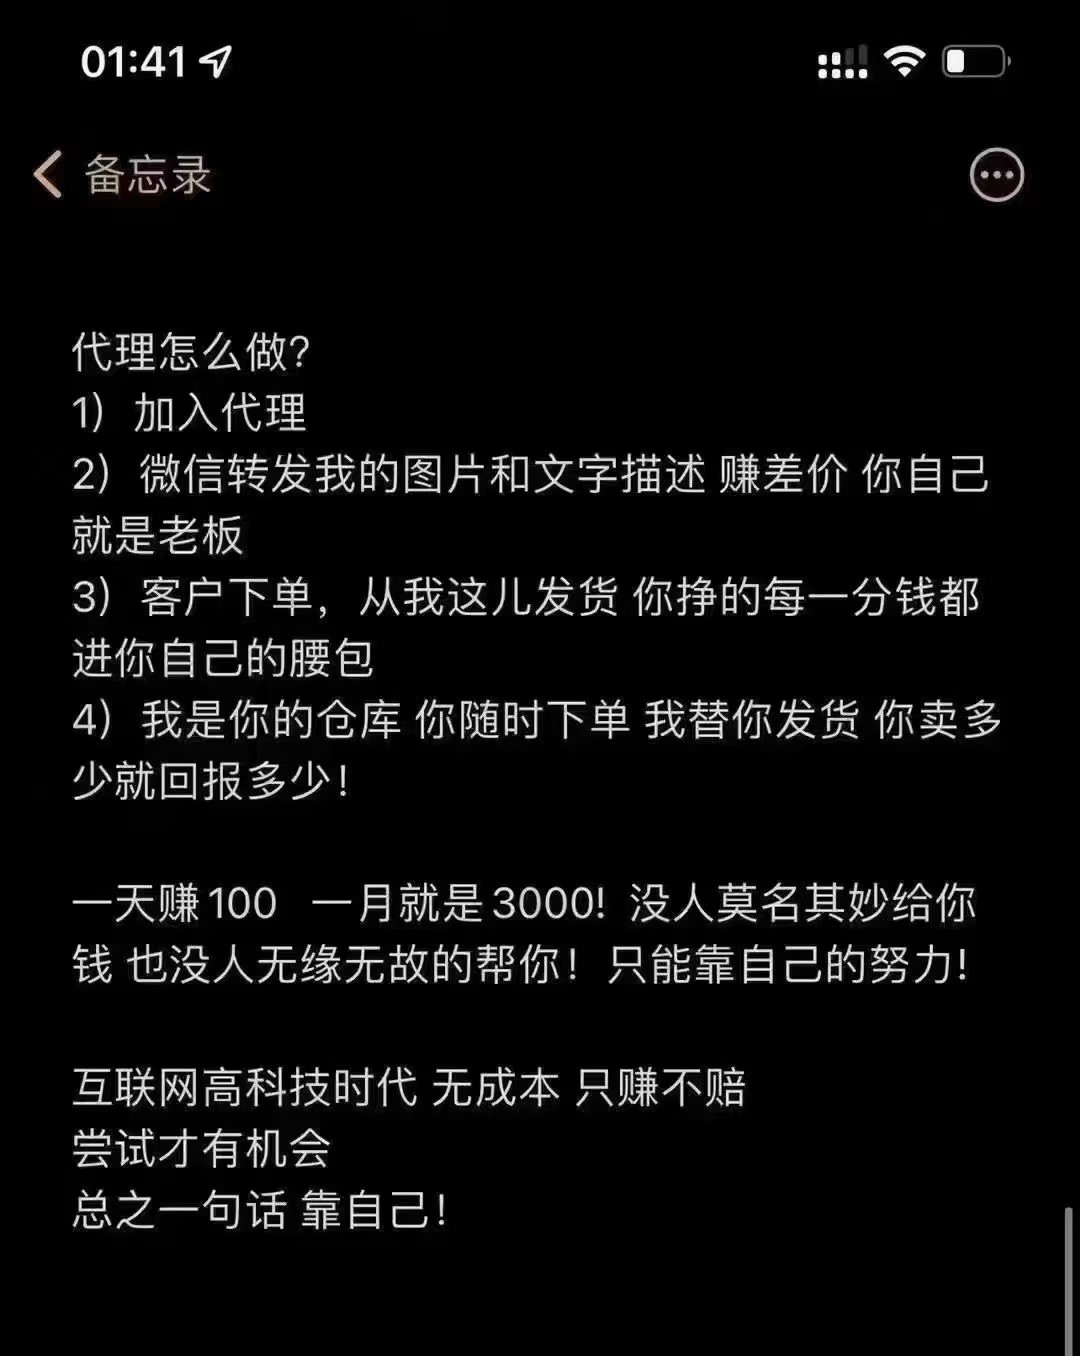 01:41
备忘录
代理怎么做?
1）加入代理
2）微信转发我的图片和文字描述 赚差价 你自己
就是老板
3）客户下单，从我这儿发货 你挣的每一分钱都
进你自己的腰包
4）我是你的仓库 你随时下单 我替你发货 你卖多
少就回报多少！
一天赚100 一月就是3000！没人莫名其妙给你
钱 也没人无缘无故的帮你！只能靠自己的努力!
互联网高科技时代 无成本 只赚不赔
尝试才有机会
总之一句话 靠自己！